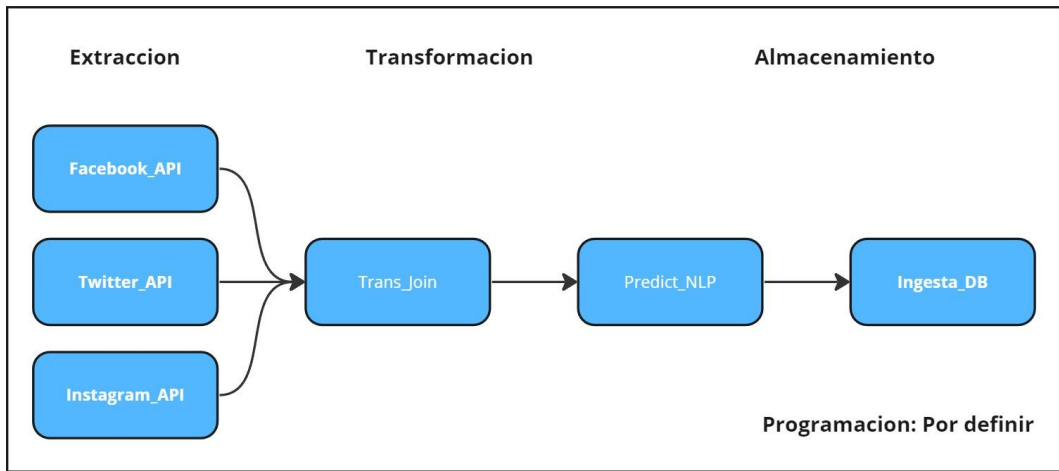 Extraccion
Transformacion
Almacenamiento
Facebook_API
Twitter_API
Trans_Join
Predict_NLP
Ingesta_DB
Instagram_API
Programacion: Por definir